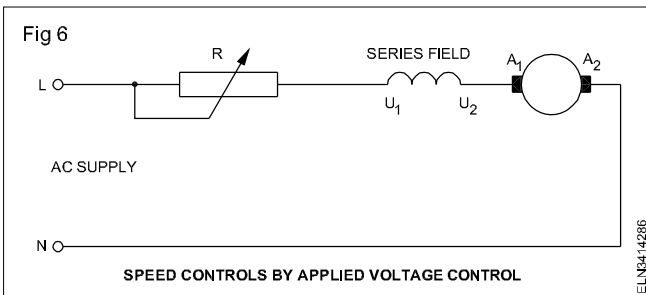 Fig 6
R
SERIES FIELD
A1
A2
L
U1
U2
AC SUPPLY
N
SPEED CONTROLS BY APPLIED VOLTAGE CONTROL
ELN3414286